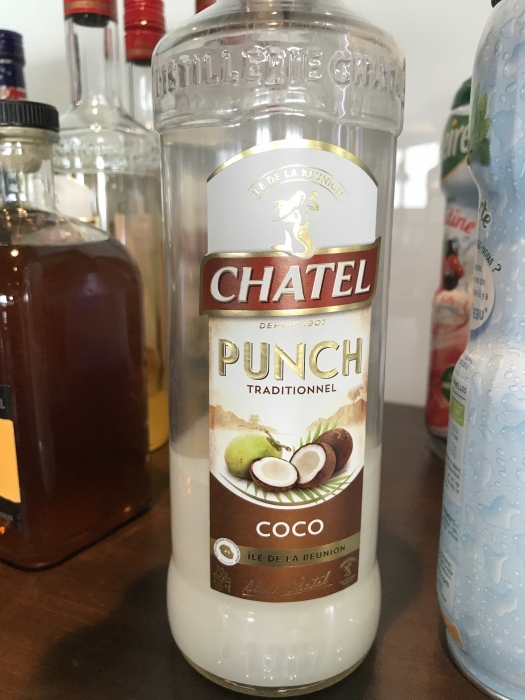 DISTILLERIE CHATEL
ÎLE DE LA RÉUNION
CHATEL
DEPUIS 1907
PUNCH
TRADITIONNEL
COCO
ÎLE DE LA RÉUNION